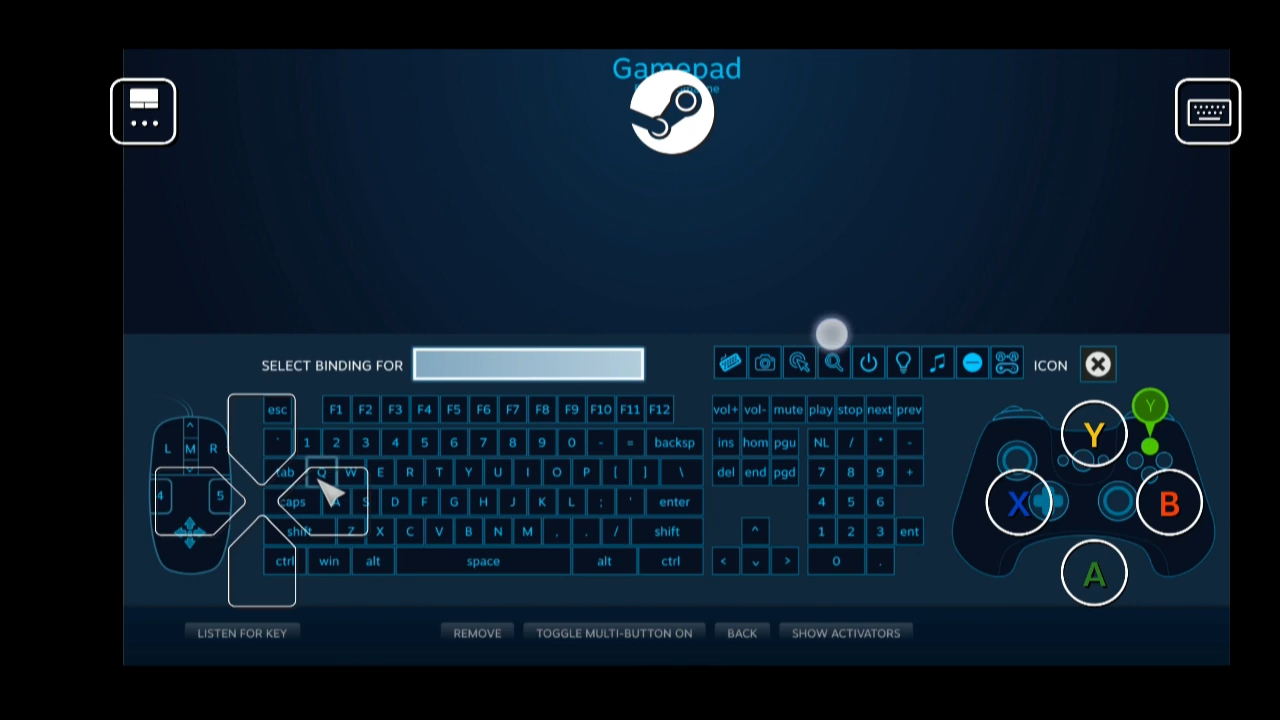 Gamepad
SELECT BINDING FOR
ICON
esc F1 F2 F3 F4 F5 F6 F7 F8 F9 F10 F11 F12 vol+ vol- mute play stop next prev
` 1 2 3 4 5 6 7 8 9 0 - = backsp ins hom pgu NL / * -
tab Q W E R T Y U I O P [ ] \ del end pgd 7 8 9 +
caps A S D F G H J K L ; ' enter 4 5 6
shift Z X C V B N M , . / shift ^ 1 2 3 ent
ctrl win alt space alt ctrl < ⌄ > 0 .
L M R
4 5
Y
Y
X
B
A
LISTEN FOR KEY REMOVE TOGGLE MULTI-BUTTON ON BACK SHOW ACTIVATORS